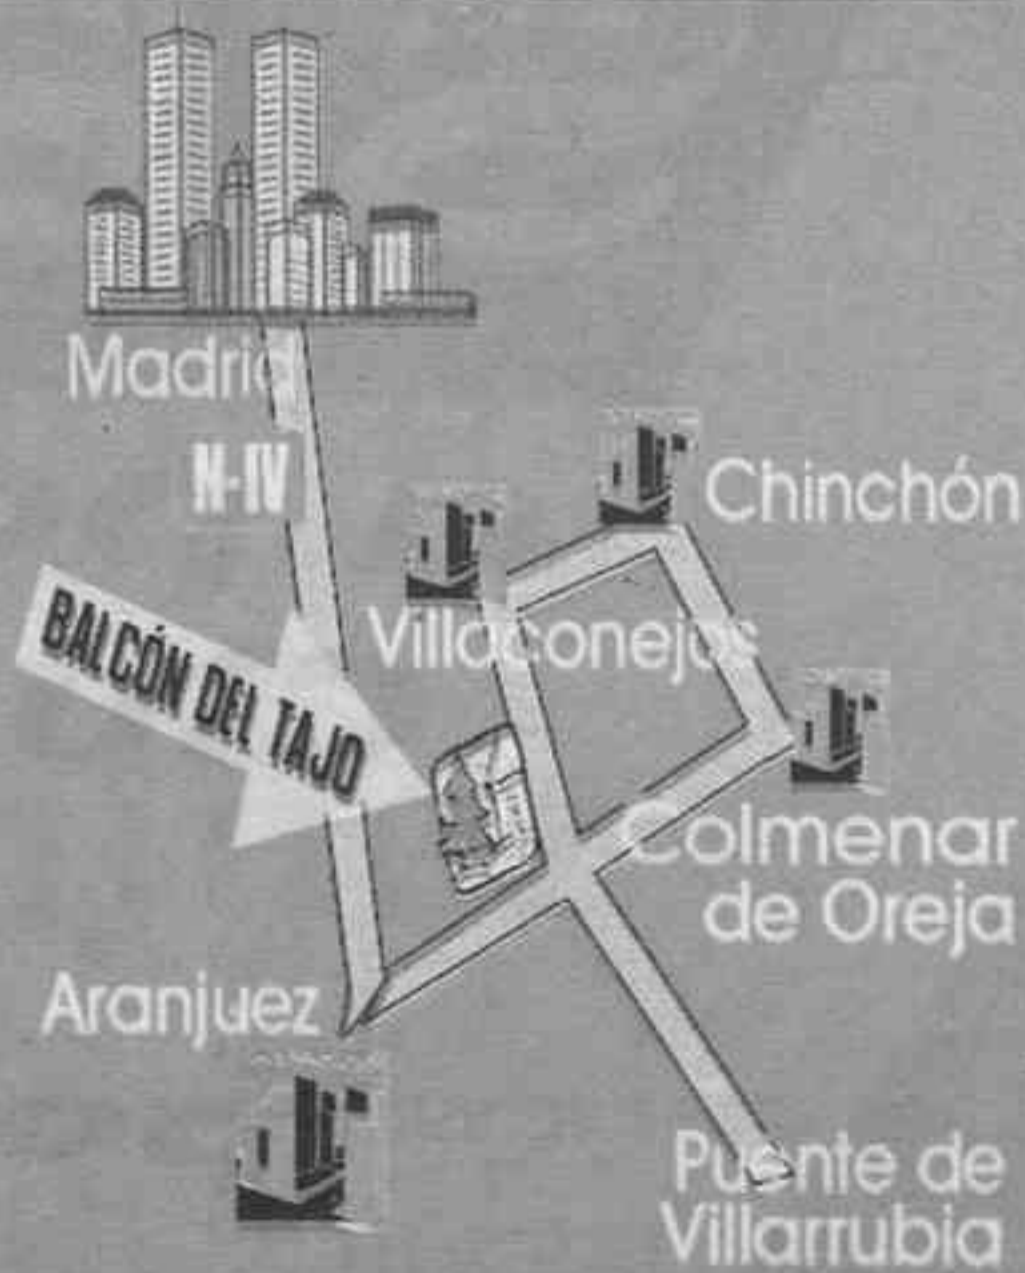 Madrid
N-IV
Chinchón
Villaconejos
BALCÓN DEL TAJO
Colmenar
de Oreja
Aranjuez
Puente de
Villarrubia